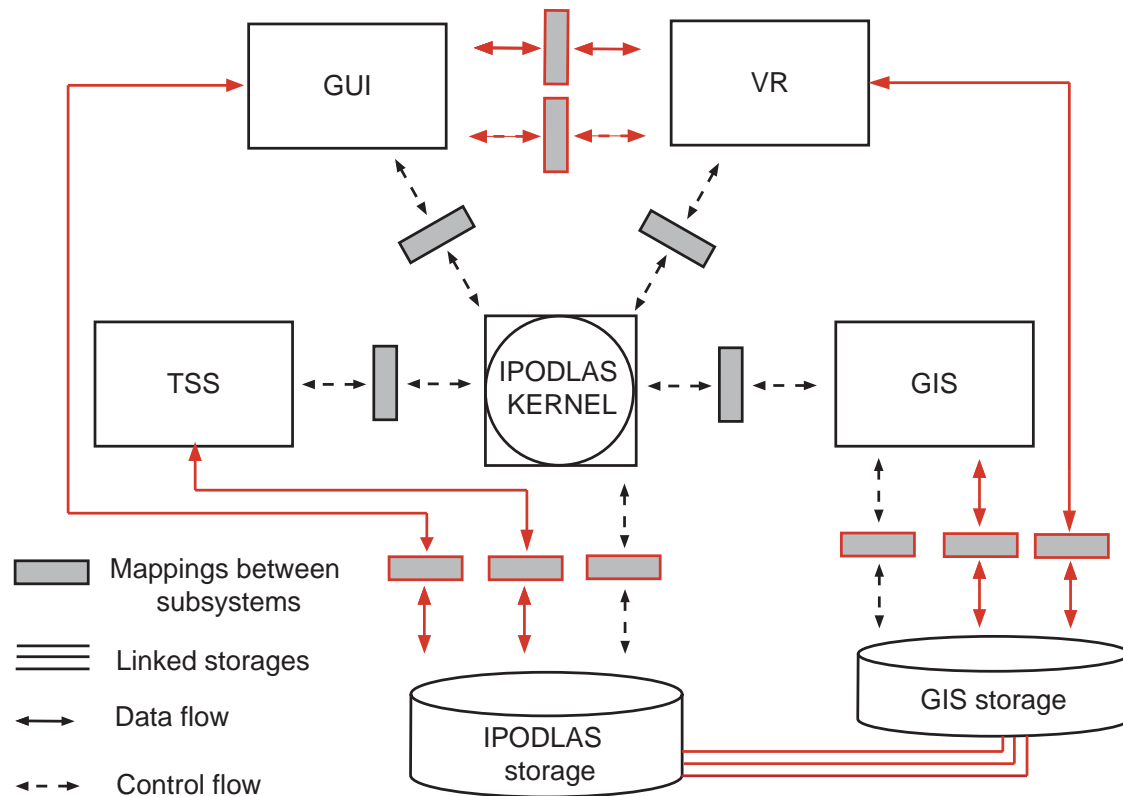 GUI
VR
TSS
IPODLAS
KERNEL
GIS
Mappings between
subsystems
Linked storages
Data flow
Control flow
IPODLAS
storage
GIS storage